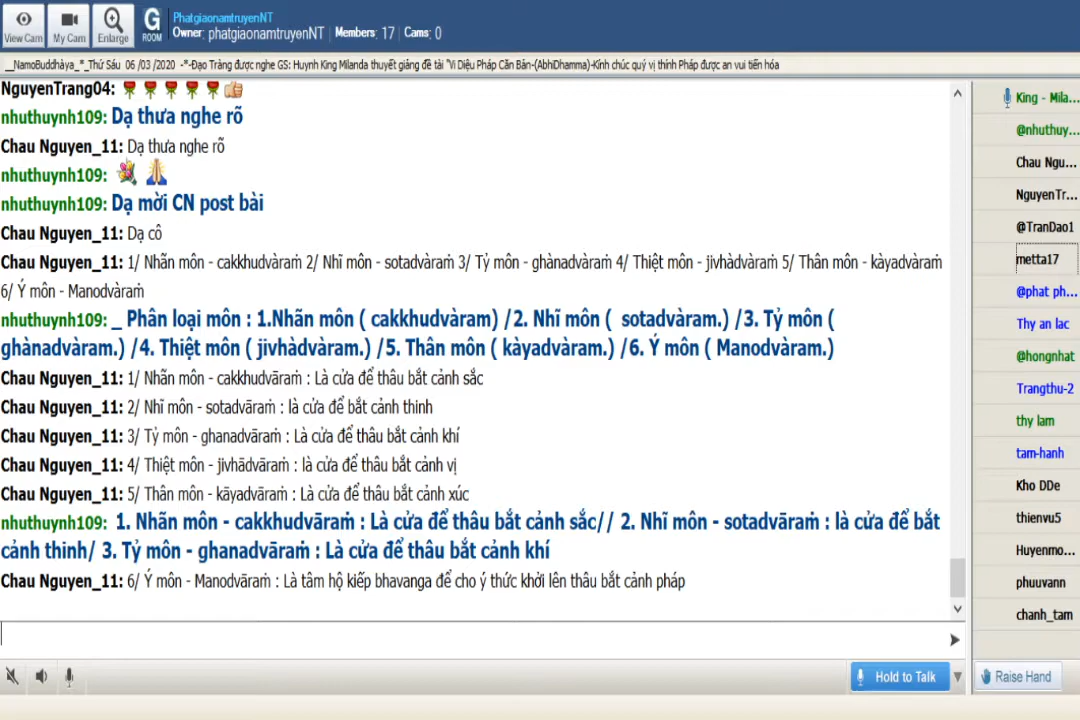 View Cam
My Cam
Enlarge
G
ROOM
PhatgiaonamtruyenNT
Owner: phatgiaonamtruyenNT | Members: 17 | Cams: 0
__NamoBuddhàya_*_Thứ Sáu 06 /03 /2020 -*-Đạo Tràng được nghe GS: Huynh King Milanda thuyết giảng đề tài "Vi Diệu Pháp Căn Bản-(AbhiDhamma)-Kính chúc quý vị thính Pháp được an vui tiến hóa
NguyenTrang04:
nhuthuynh109: Dạ thưa nghe rõ
Chau Nguyen_11: Dạ thưa nghe rõ
nhuthuynh109:
nhuthuynh109: Dạ mời CN post bài
Chau Nguyen_11: Dạ cô
Chau Nguyen_11: 1/ Nhãn môn - cakkhudvàraṁ 2/ Nhĩ môn - sotadvàraṁ 3/ Tỷ môn - ghànadvàraṁ 4/ Thiệt môn - jivhàdvàraṁ 5/ Thân môn - kàyadvàraṁ
6/ Ý môn - Manodvàraṁ
nhuthuynh109: _ Phân loại môn : 1.Nhãn môn ( cakkhudvàram) /2. Nhĩ môn ( sotadvàram.) /3. Tỷ môn (
ghànadvàram.) /4. Thiệt môn ( jivhàdvàram.) /5. Thân môn ( kàyadvàram.) /6. Ý môn ( Manodvàram.)
Chau Nguyen_11: 1/ Nhãn môn - cakkhudvāraṁ : Là cửa để thâu bắt cảnh sắc
Chau Nguyen_11: 2/ Nhĩ môn - sotadvāraṁ : là cửa để bắt cảnh thinh
Chau Nguyen_11: 3/ Tỷ môn - ghanadvāraṁ : Là cửa để thâu bắt cảnh khí
Chau Nguyen_11: 4/ Thiệt môn - jivhādvāraṁ : là cửa để thâu bắt cảnh vị
Chau Nguyen_11: 5/ Thân môn - kāyadvāraṁ : Là cửa để thâu bắt cảnh xúc
nhuthuynh109: 1. Nhãn môn - cakkhudvāraṁ : Là cửa để thâu bắt cảnh sắc// 2. Nhĩ môn - sotadvāraṁ : là cửa để bắt
cảnh thinh/ 3. Tỷ môn - ghanadvāraṁ : Là cửa để thâu bắt cảnh khí
Chau Nguyen_11: 6/ Ý môn - Manodvāraṁ : Là tâm hộ kiếp bhavanga để cho ý thức khởi lên thâu bắt cảnh pháp
King - Mila...
@nhuthuy...
Chau Ngu...
NguyenTr...
@TranDao1
metta17
@phat ph...
Thy an lac
@hongnhat
Trangthu-2
thy lam
tam-hanh
Kho DDe
thienvu5
Huyenmo...
phuuvann
chanh_tam
Hold to Talk
Raise Hand